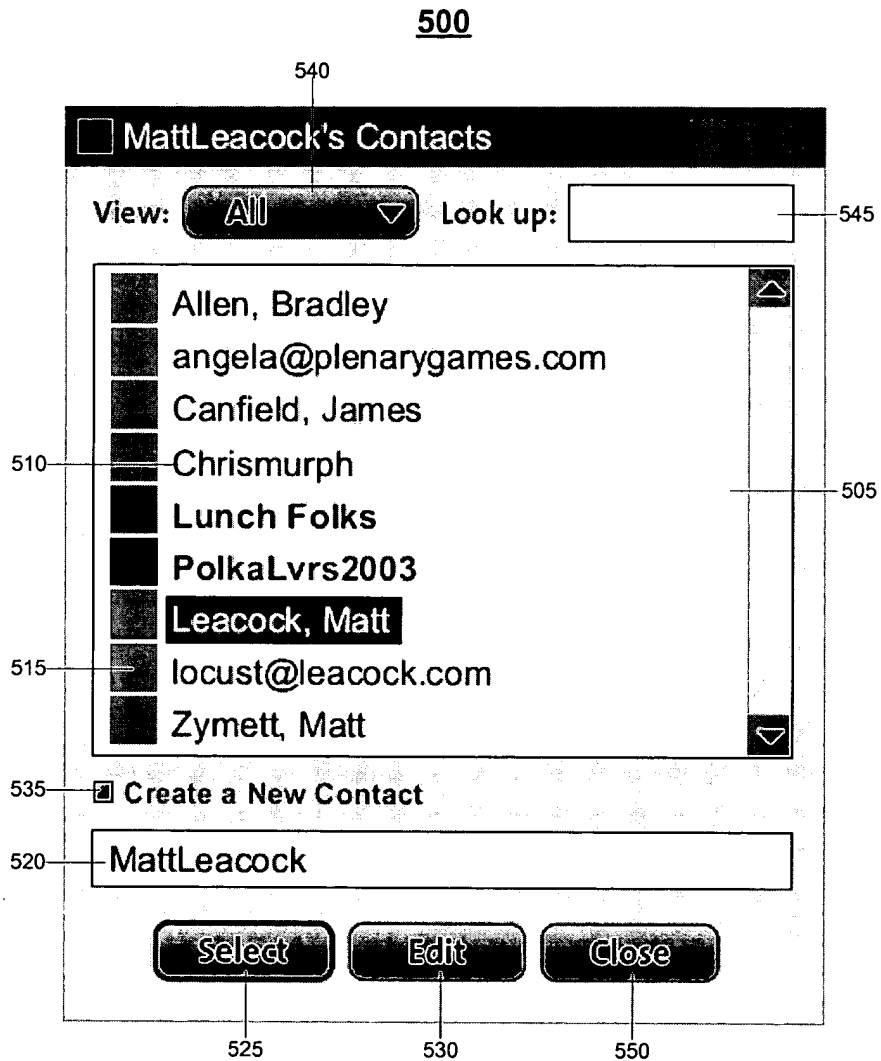 500
540
MattLeacock's Contacts
View: All Look up: 545
Allen, Bradley
angela@plenarygames.com
Canfield, James
510 Chrismurph
505
Lunch Folks
PolkaLvrs2003
Leacock, Matt
515 locust@leacock.com
Zymett, Matt
535 Create a New Contact
520 MattLeacock
Select Edit Close
525 530 550